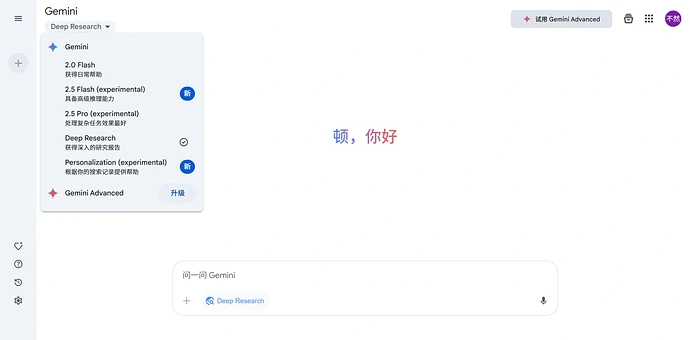 Gemini
Deep Research
试用 Gemini Advanced
不然
Gemini
2.0 Flash
获得日常帮助
2.5 Flash (experimental)
具备高级推理能力
新
2.5 Pro (experimental)
处理复杂任务效果最好
Deep Research
获得深入的研究报告
Personalization (experimental)
根据你的搜索记录提供帮助
新
Gemini Advanced
升级
顿，你好
问一问 Gemini
Deep Research